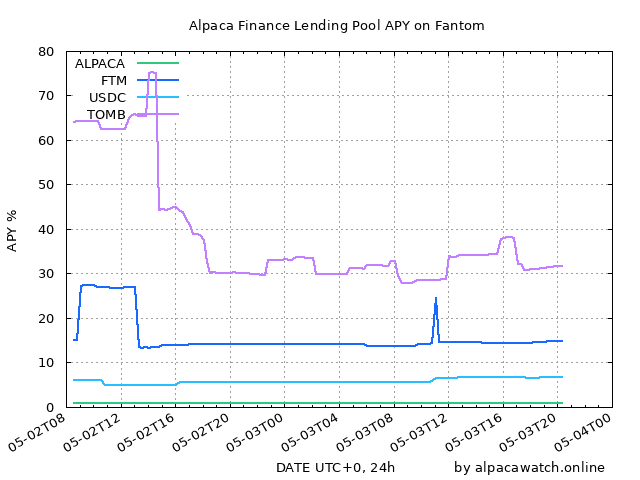 Alpaca Finance Lending Pool APY on Fantom
80
70
60
50
40
30
20
10
0
APY %
ALPACA
FTM
USDC
TOMB
05-02T08
05-02T12
05-02T16
05-02T20
05-03T00
05-03T04
05-03T08
05-03T12
05-03T16
05-03T20
05-04T00
DATE UTC+0, 24h
by alpacawatch.online